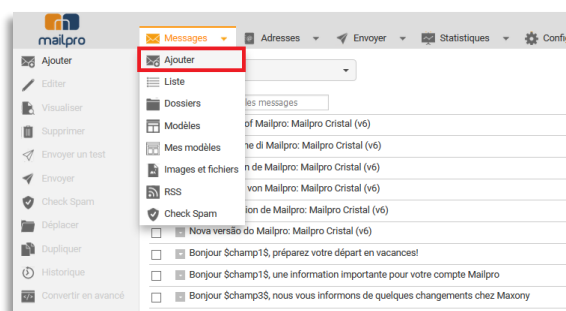 mailpro
Messages Adresses Envoyer Statistiques Confi
Ajouter
Editer
Visualiser
Supprimer
Envoyer un test
Envoyer
Check Spam
Déplacer
Dupliquer
Historique
Convertir en avancé
Ajouter
Liste
Dossiers
Modèles
Mes modèles
Images et fichiers
RSS
Check Spam
les messages
of Mailpro: Mailpro Cristal (v6)
ne di Mailpro: Mailpro Cristal (v6)
n de Mailpro: Mailpro Cristal (v6)
von Mailpro: Mailpro Cristal (v6)
ion de Mailpro: Mailpro Cristal (v6)
Nova versão do Mailpro: Mailpro Cristal (v6)
Bonjour $champ1$, préparez votre départ en vacances!
Bonjour $champ1$, une information importante pour votre compte Mailpro
Bonjour $champ3$, nous vous informons de quelques changements chez Maxony